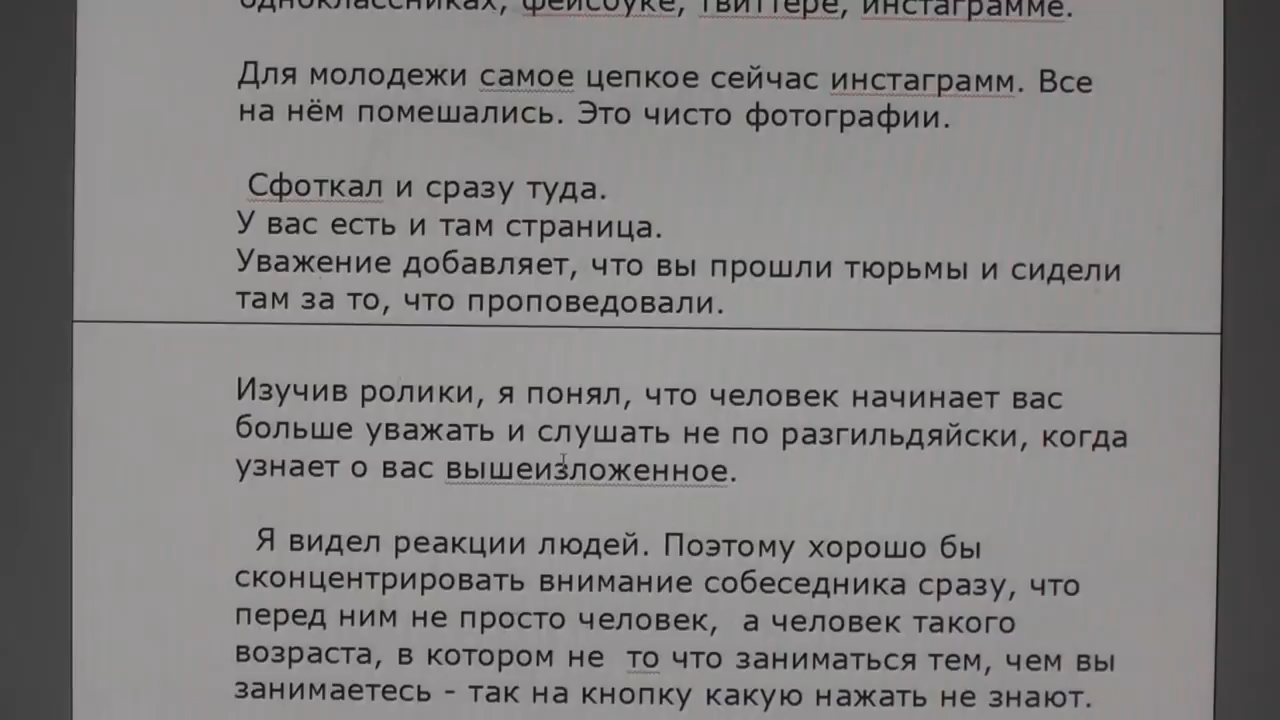 одноклассниках, фейсбуке, твиттере, инстаграмме.
Для молодежи самое цепкое сейчас инстаграмм. Все
на нём помешались. Это чисто фотографии.
Сфоткал и сразу туда.
У вас есть и там страница.
Уважение добавляет, что вы прошли тюрьмы и сидели
там за то, что проповедовали.
Изучив ролики, я понял, что человек начинает вас
больше уважать и слушать не по разгильдяйски, когда
узнает о вас вышеизложенное.
Я видел реакции людей. Поэтому хорошо бы
сконцентрировать внимание собеседника сразу, что
перед ним не просто человек, а человек такого
возраста, в котором не то что заниматься тем, чем вы
занимаетесь - так на кнопку какую нажать не знают.